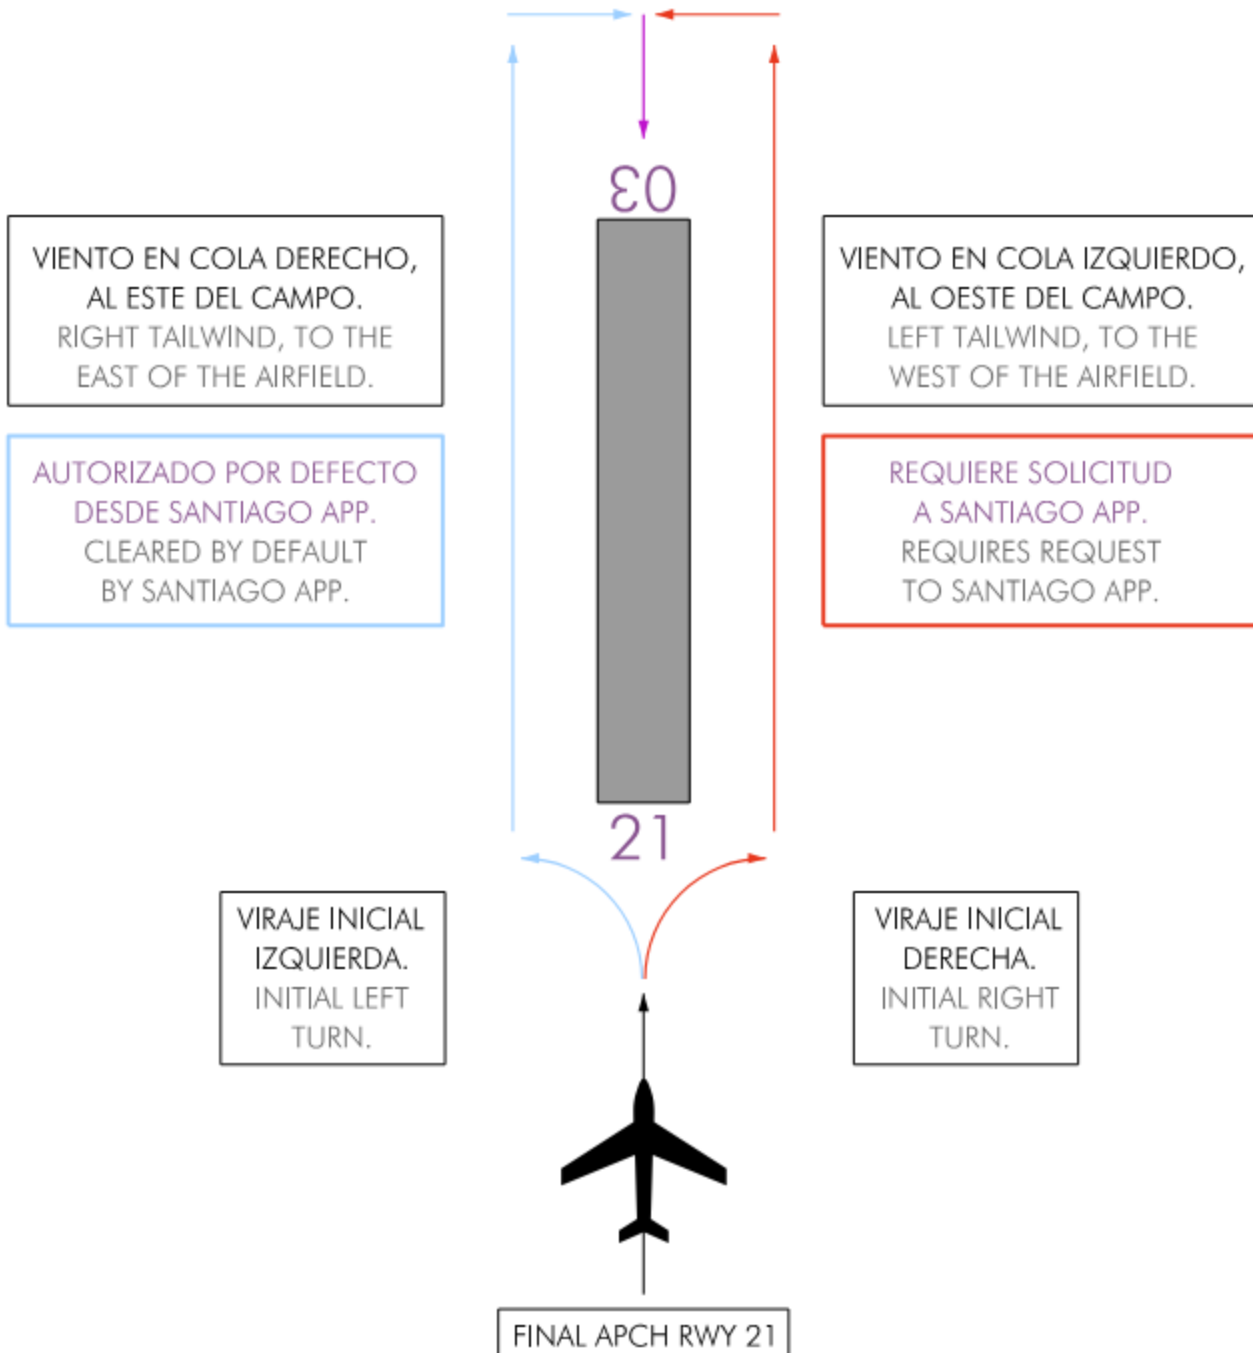 03
VIENTO EN COLA DERECHO,
AL ESTE DEL CAMPO.
RIGHT TAILWIND, TO THE
EAST OF THE AIRFIELD.
VIENTO EN COLA IZQUIERDO,
AL OESTE DEL CAMPO.
LEFT TAILWIND, TO THE
WEST OF THE AIRFIELD.
AUTORIZADO POR DEFECTO
DESDE SANTIAGO APP.
CLEARED BY DEFAULT
BY SANTIAGO APP.
REQUIERE SOLICITUD
A SANTIAGO APP.
REQUIRES REQUEST
TO SANTIAGO APP.
21
VIRAJE INICIAL
IZQUIERDA.
INITIAL LEFT
TURN.
VIRAJE INICIAL
DERECHA.
INITIAL RIGHT
TURN.
FINAL APCH RWY 21